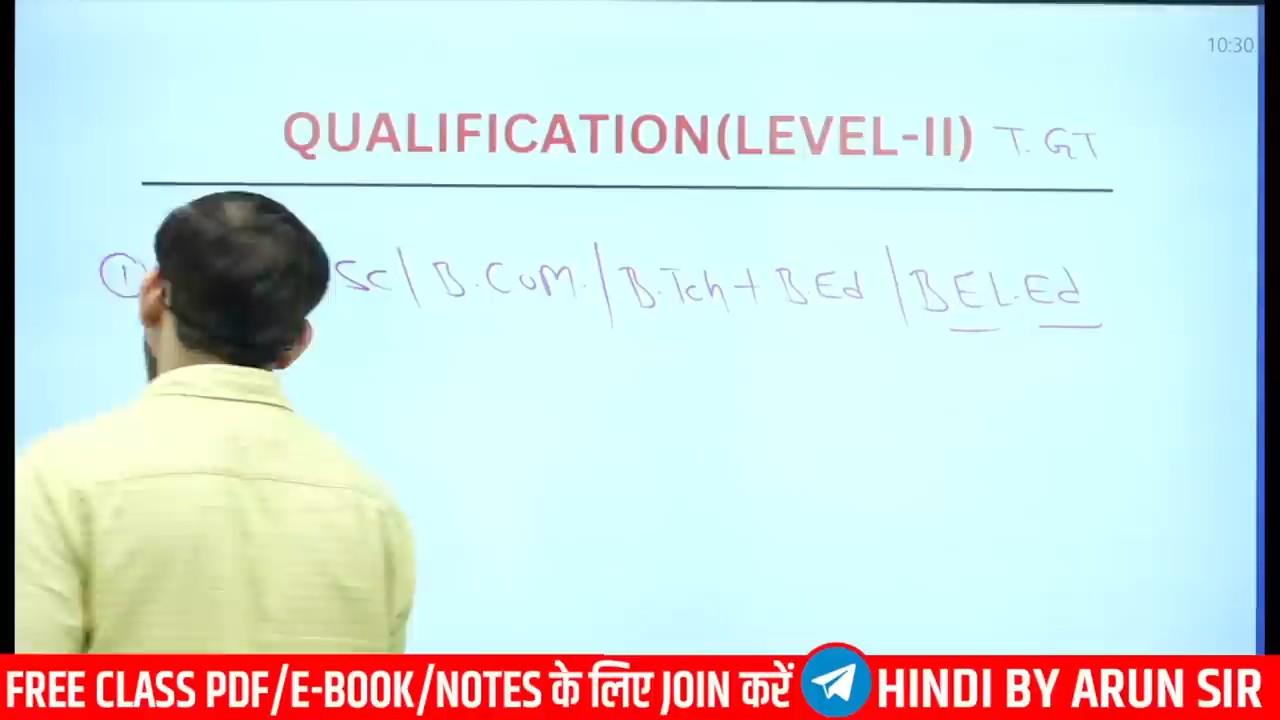 10:30
QUALIFICATION(LEVEL-II) T.GT
① Sc/ B.COM./ B.Tch + B.Ed / B EL.Ed
FREE CLASS PDF/E-BOOK/NOTES के लिए JOIN करें HINDI BY ARUN SIR